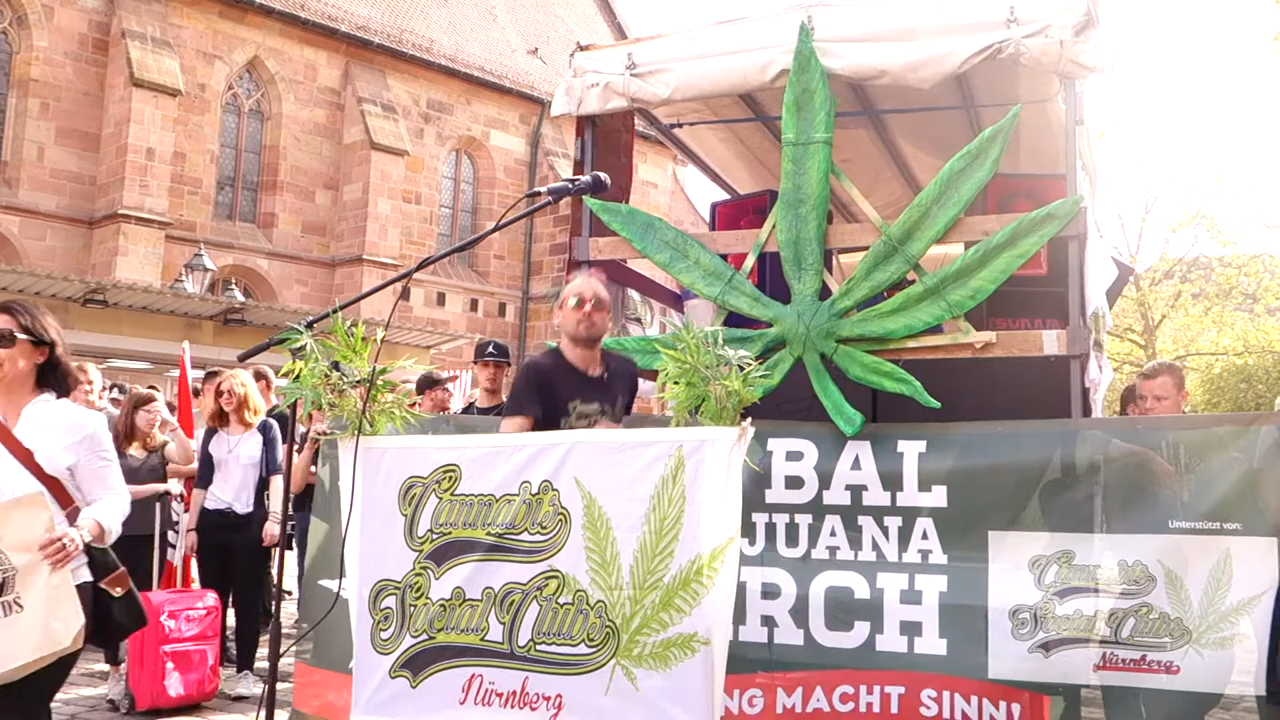 Cannabis
Social Clubs
Nürnberg
BAL
JUANA
RCH
NG MACHT SINN!
Unterstützt von:
Cannabis
Social Clubs
Nürnberg